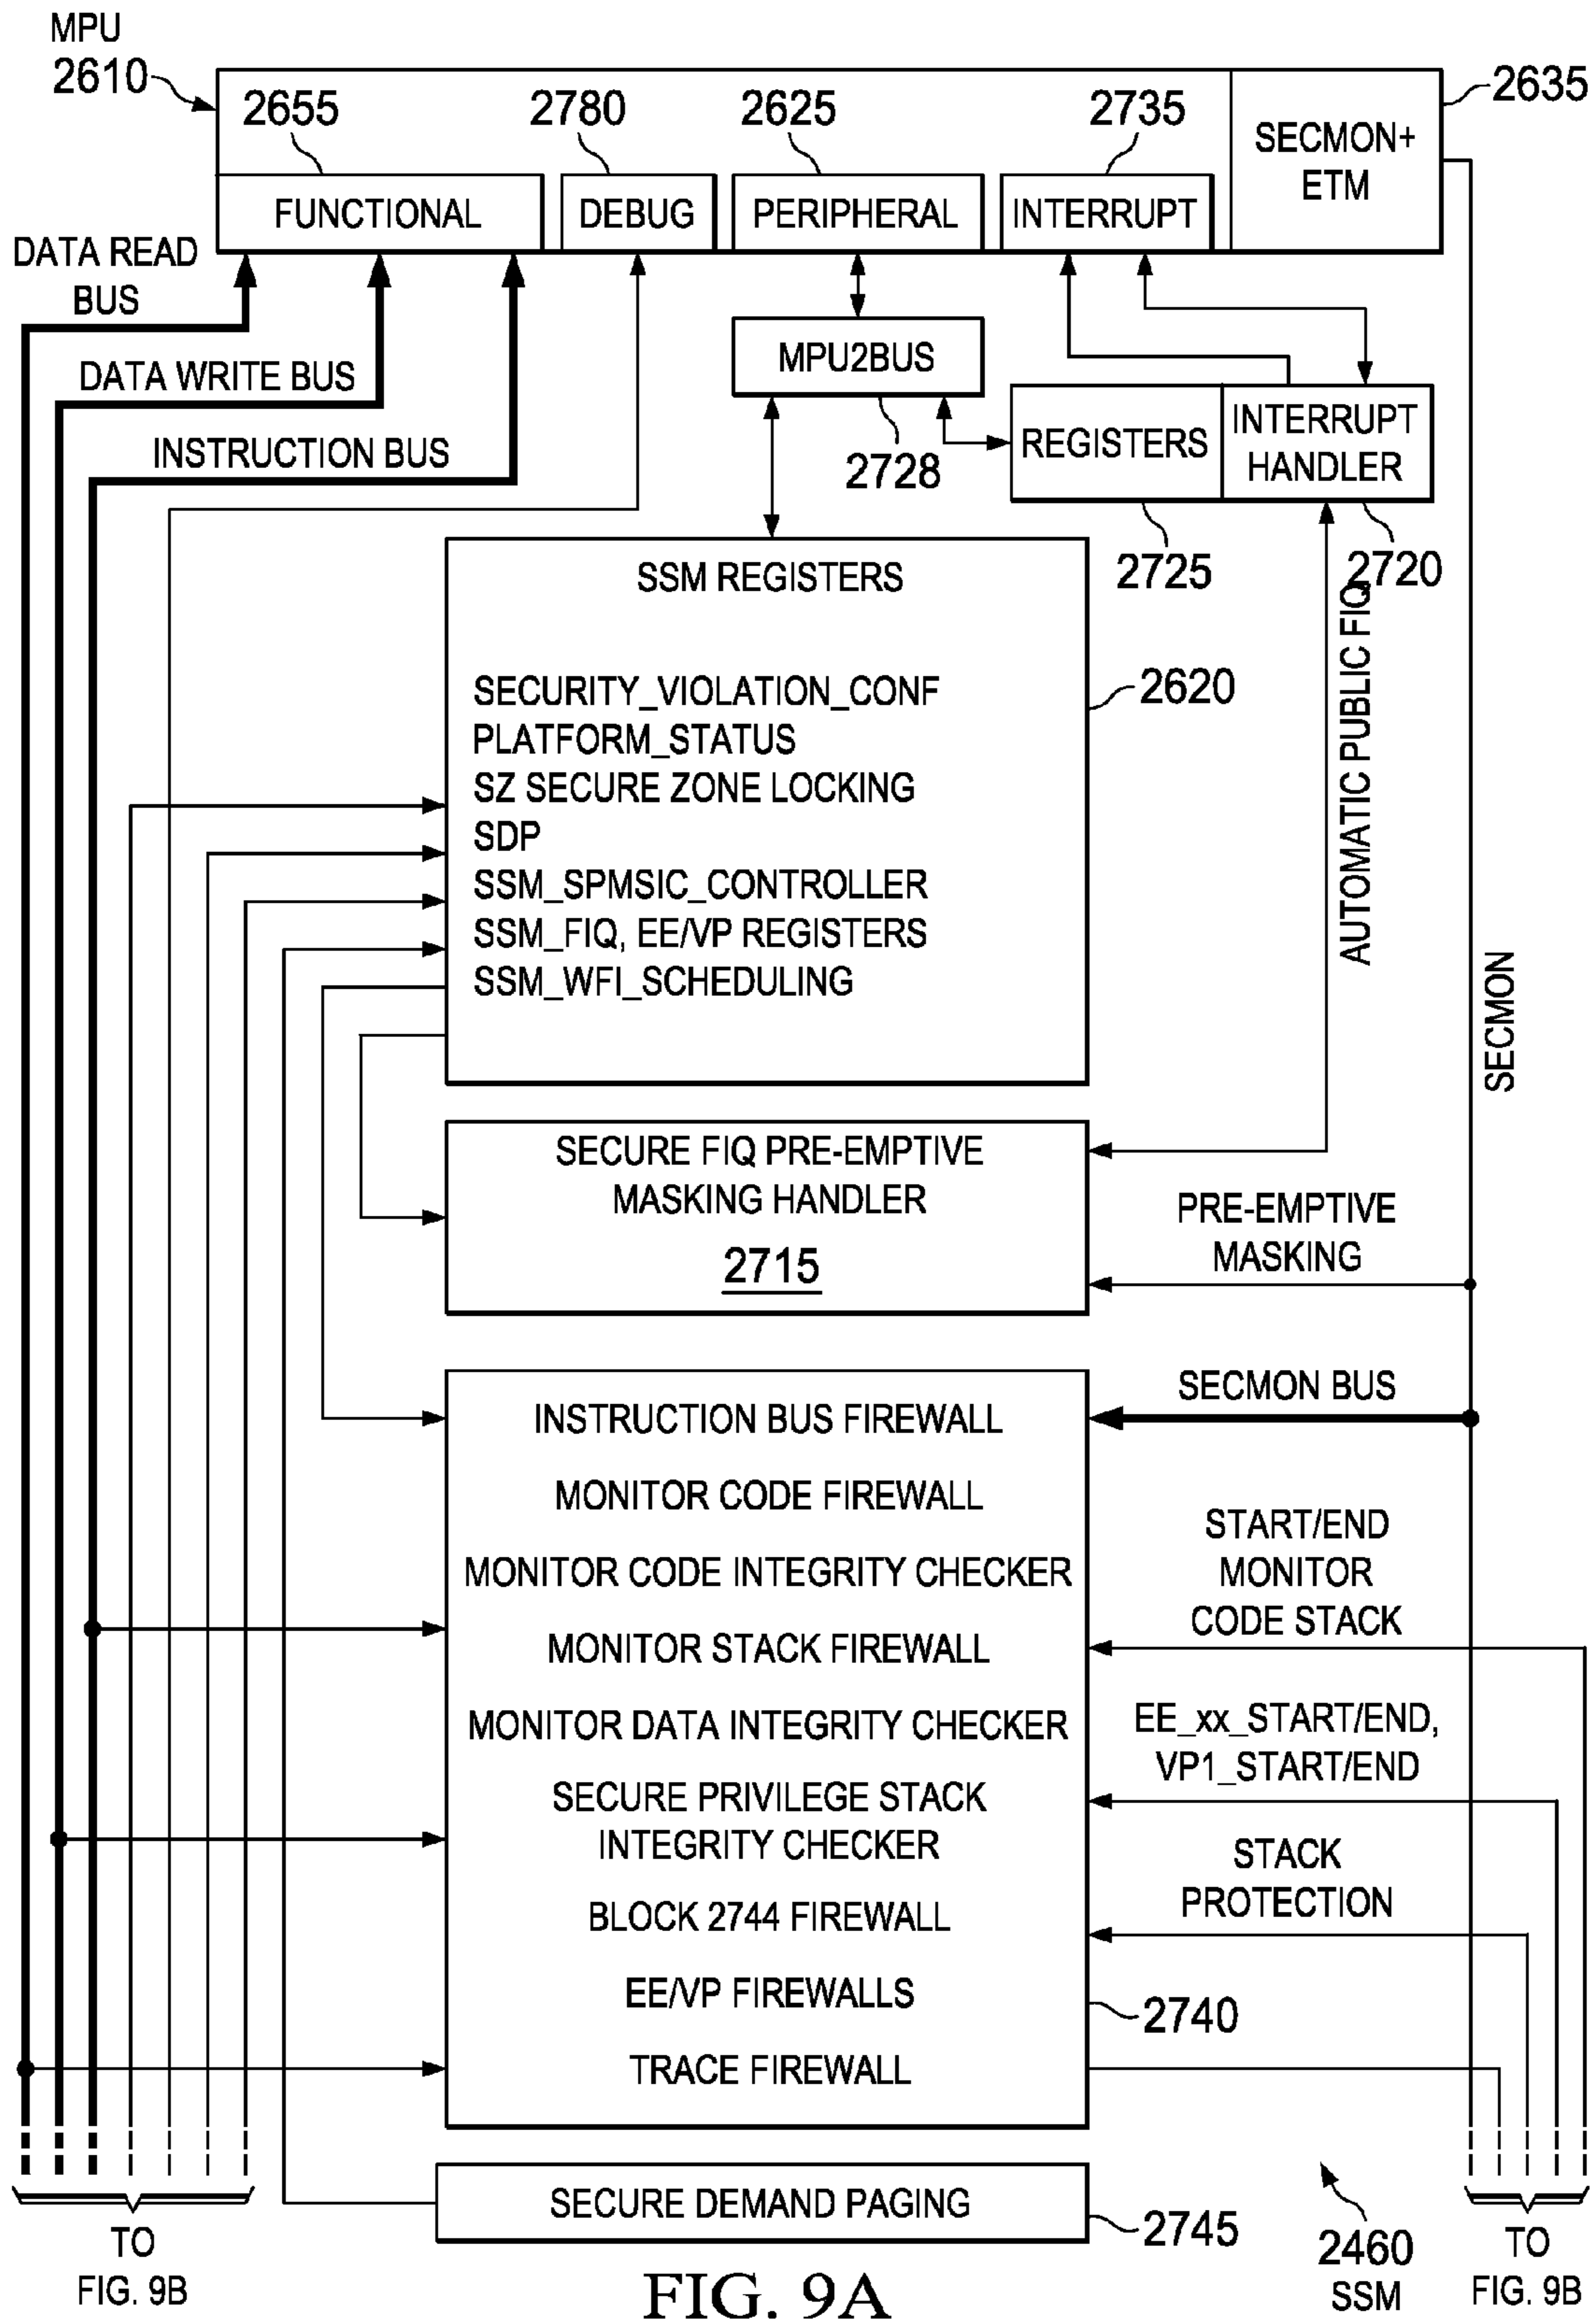 MPU
2610
2655
2780
2625
2735
2635
SECMON+
ETM
FUNCTIONAL
DEBUG
PERIPHERAL
INTERRUPT
DATA READ
BUS
MPU2BUS
DATA WRITE BUS
INSTRUCTION BUS
2728
REGISTERS
INTERRUPT
HANDLER
2725
2720
SSM REGISTERS
SECURITY_VIOLATION_CONF
PLATFORM_STATUS
SZ SECURE ZONE LOCKING
SDP
SSM_SPMSIC_CONTROLLER
SSM_FIQ, EE/VP REGISTERS
SSM_WFI_SCHEDULING
2620
AUTOMATIC PUBLIC FIQ
SECMON
SECURE FIQ PRE-EMPTIVE
MASKING HANDLER
2715
PRE-EMPTIVE
MASKING
SECMON BUS
INSTRUCTION BUS FIREWALL
MONITOR CODE FIREWALL
MONITOR CODE INTEGRITY CHECKER
MONITOR STACK FIREWALL
MONITOR DATA INTEGRITY CHECKER
SECURE PRIVILEGE STACK
INTEGRITY CHECKER
BLOCK 2744 FIREWALL
EE/VP FIREWALLS
TRACE FIREWALL
START/END
MONITOR
CODE STACK
EE_xx_START/END,
VP1_START/END
STACK
PROTECTION
2740
SECURE DEMAND PAGING
2745
2460
SSM
TO
FIG. 9B
TO
FIG. 9B
FIG. 9A